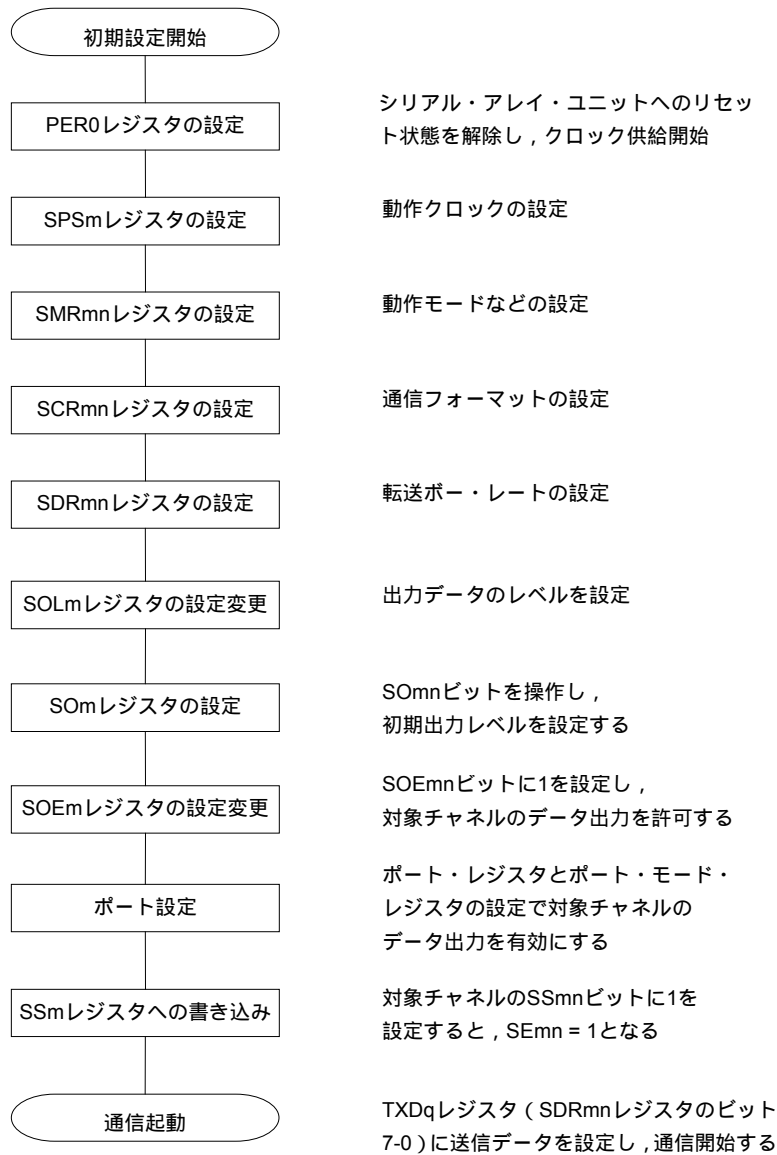 初期設定開始
PER0レジスタの設定
シリアル・アレイ・ユニットへのリセッ
ト状態を解除し，クロック供給開始
SPSmレジスタの設定
動作クロックの設定
SMRmnレジスタの設定
動作モードなどの設定
SCRmnレジスタの設定
通信フォーマットの設定
SDRmnレジスタの設定
転送ボー・レートの設定
SOLmレジスタの設定変更
出力データのレベルを設定
SOmレジスタの設定
SOmnビットを操作し，
初期出力レベルを設定する
SOEmレジスタの設定変更
SOEmnビットに1を設定し，
対象チャネルのデータ出力を許可する
ポート設定
ポート・レジスタとポート・モード・
レジスタの設定で対象チャネルの
データ出力を有効にする
SSmレジスタへの書き込み
対象チャネルのSSmnビットに1を
設定すると，SEmn = 1となる
通信起動
TXDqレジスタ（SDRmnレジスタのビット
7-0）に送信データを設定し，通信開始する